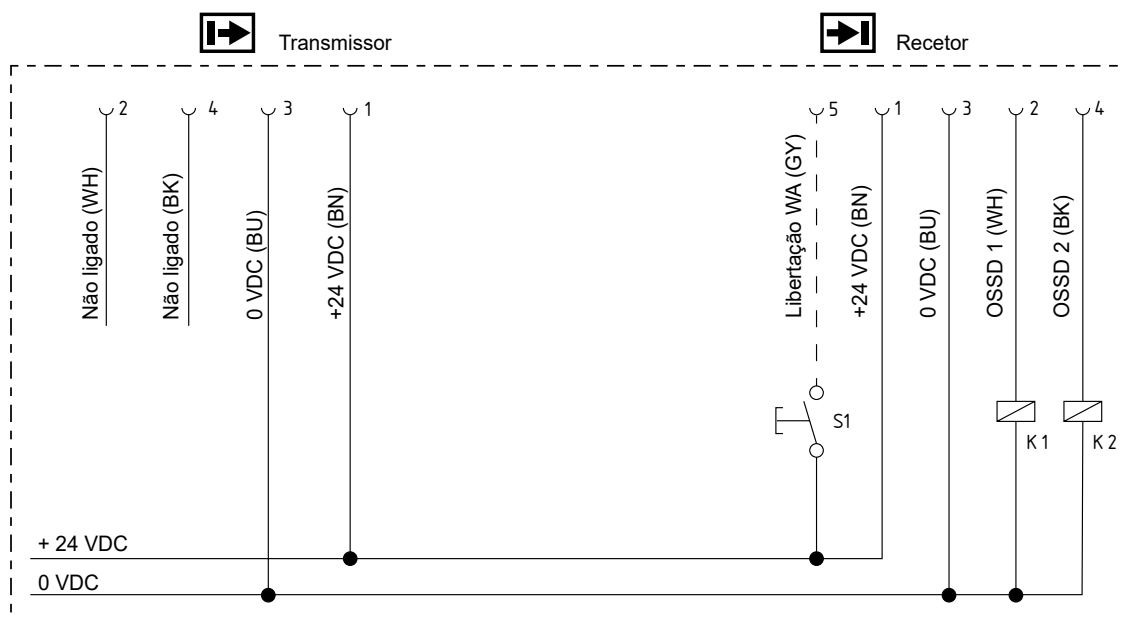 Transmissor
Recetor
2
4
3
1
5
1
3
2
4
Não ligado (WH)
Não ligado (BK)
0 VDC (BU)
+24 VDC (BN)
Libertação WA (GY)
+24 VDC (BN)
0 VDC (BU)
OSSD 1 (WH)
OSSD 2 (BK)
S1
K 1
K 2
+ 24 VDC
0 VDC